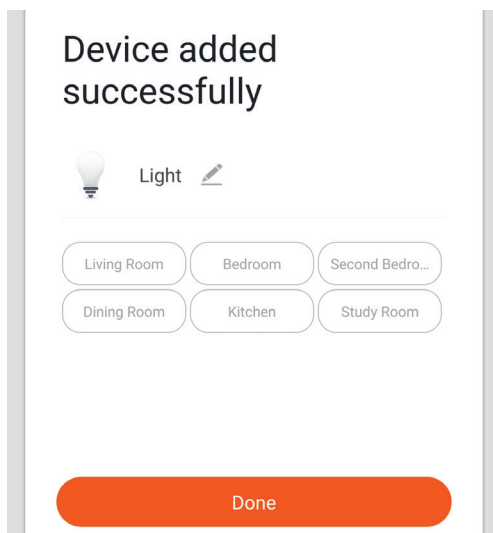 Device added
successfully
Light
Living Room Bedroom Second Bedro...
Dining Room Kitchen Study Room
Done